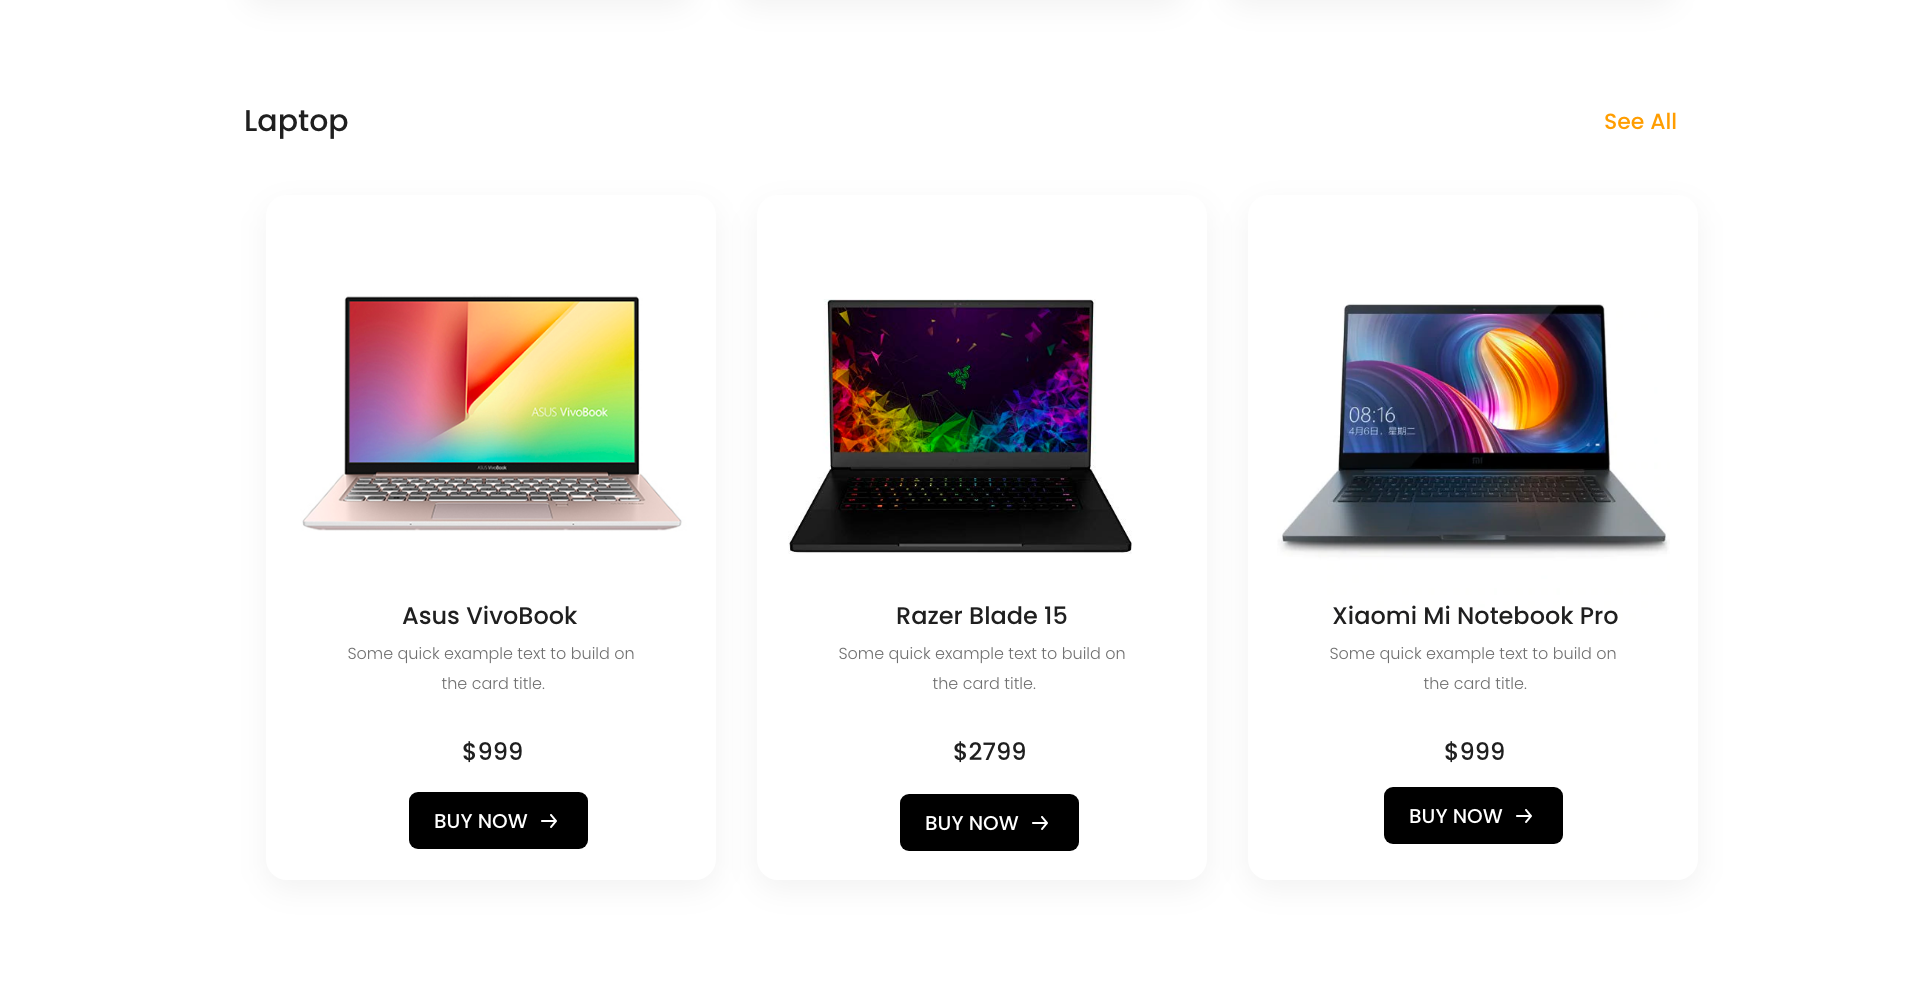 Laptop
See All
ASUS VivoBook
ASUS VivoBook
08:16
4月6日，星期二
mi
Asus VivoBook
Some quick example text to build on
the card title.
$999
BUY NOW
Razer Blade 15
Some quick example text to build on
the card title.
$2799
BUY NOW
Xiaomi Mi Notebook Pro
Some quick example text to build on
the card title.
$999
BUY NOW